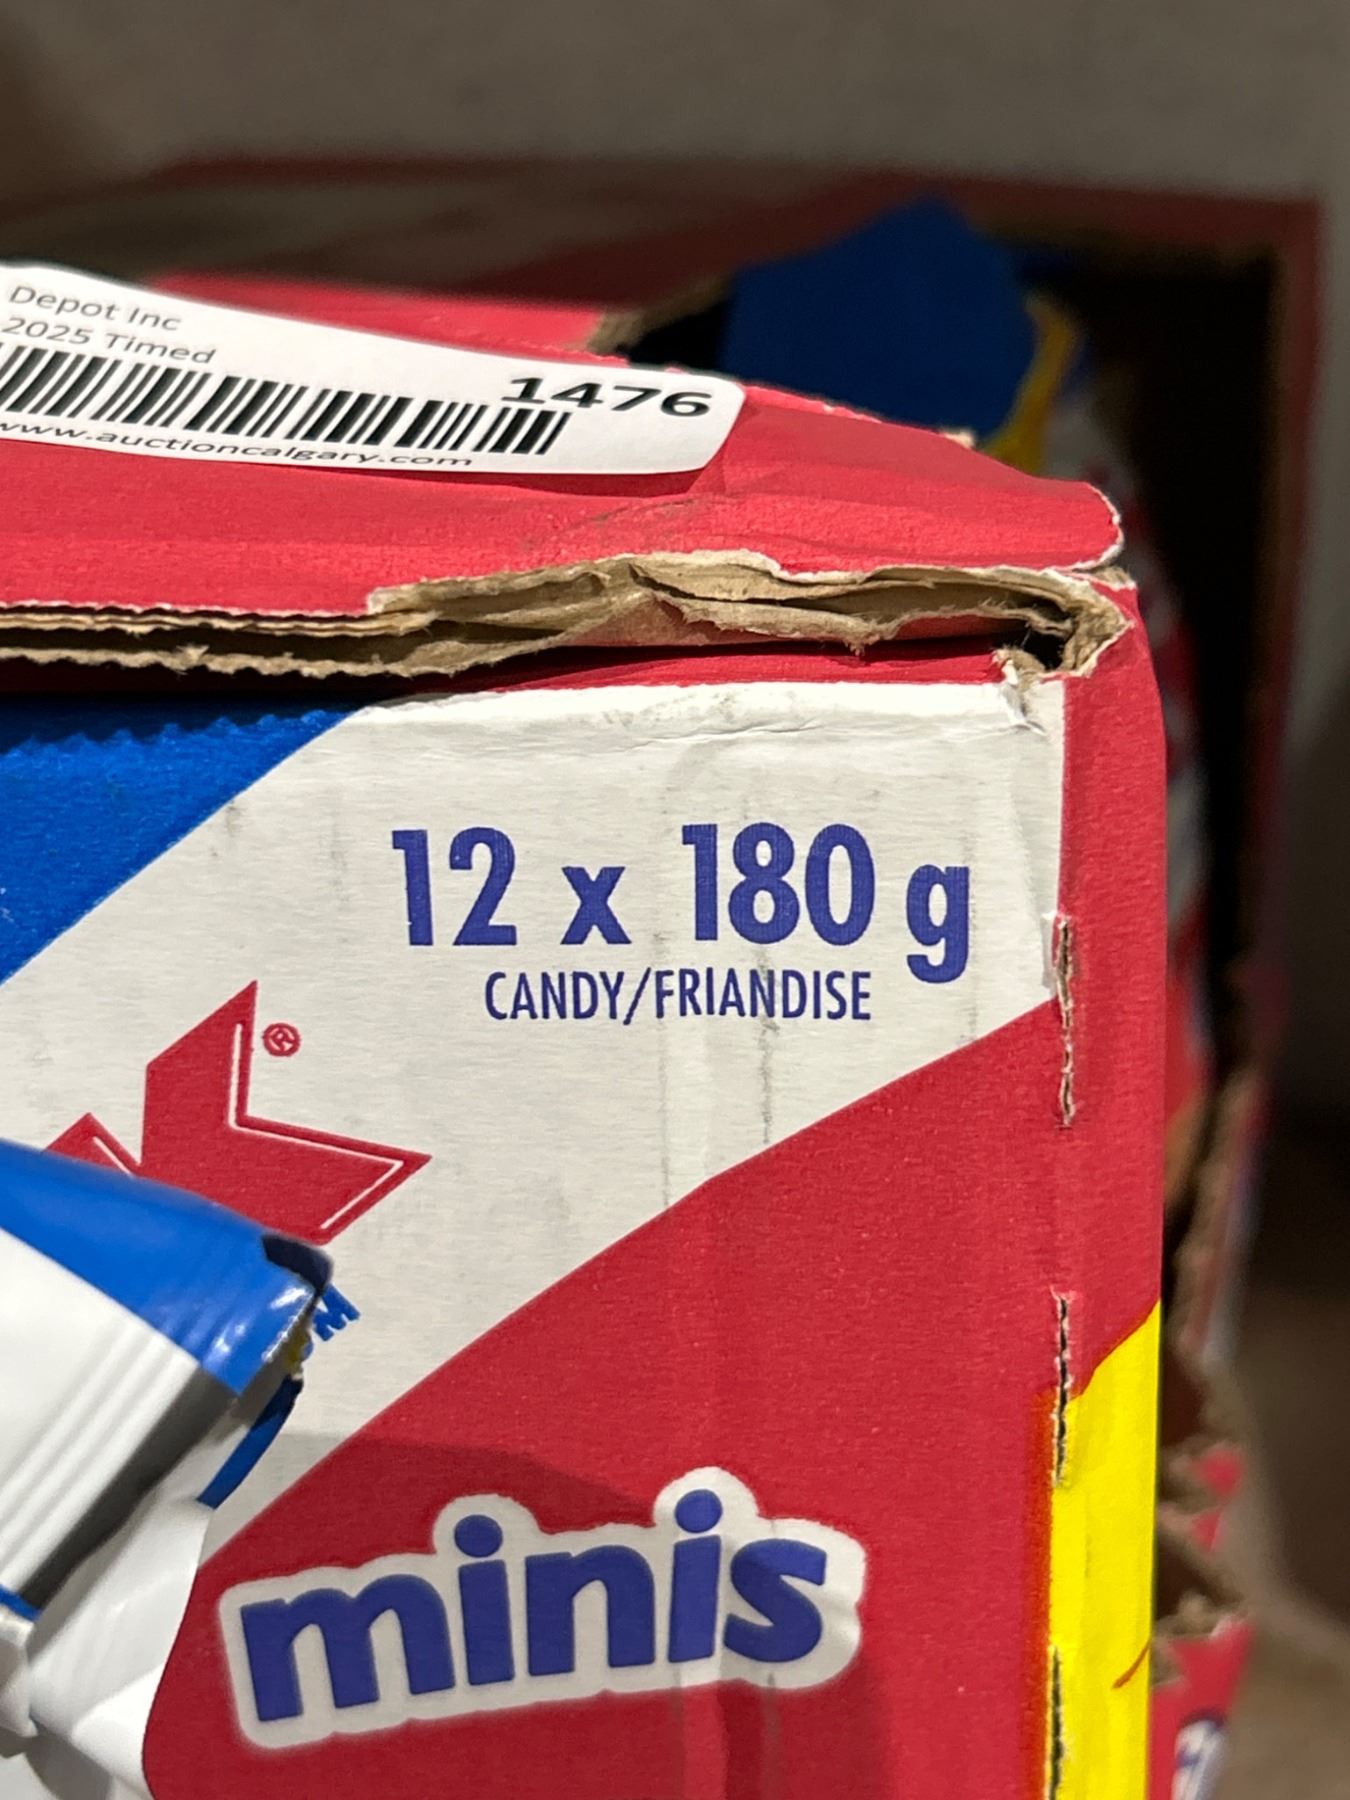 Depot Inc
2025 Timed
1476
www.auctioncalgary.com
12 x 180 g
CANDY/FRIANDISE
®
minis